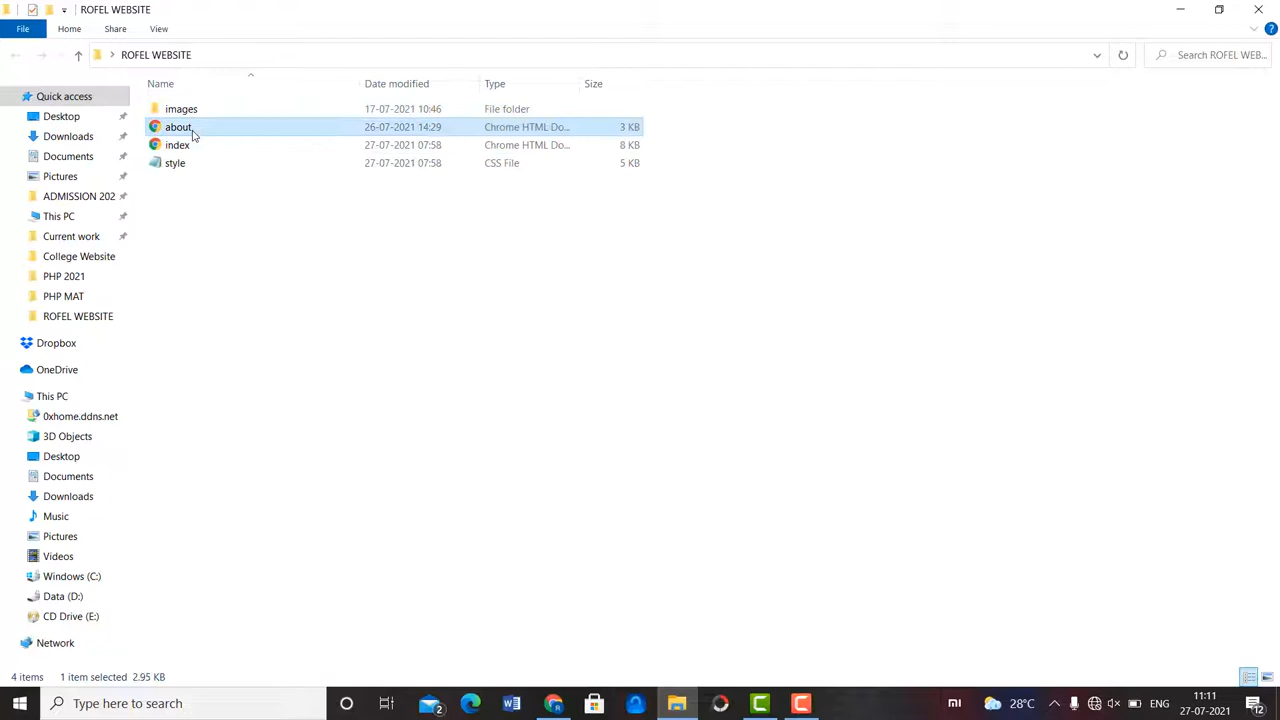 ROFEL WEBSITE
File Home Share View
ROFEL WEBSITE
Search ROFEL WEB...
Name Date modified Type Size
images 17-07-2021 10:46 File folder
about 26-07-2021 14:29 Chrome HTML Do... 3 KB
index 27-07-2021 07:58 Chrome HTML Do... 8 KB
style 27-07-2021 07:58 CSS File 5 KB
Quick access
Desktop
Downloads
Documents
Pictures
ADMISSION 202
This PC
Current work
College Website
PHP 2021
PHP MAT
ROFEL WEBSITE
Dropbox
OneDrive
This PC
0xhome.ddns.net
3D Objects
Desktop
Documents
Downloads
Music
Pictures
Videos
Windows (C:)
Data (D:)
CD Drive (E:)
Network
4 items 1 item selected 2.95 KB
Type here to search
2
28°C
ENG
11:11
27-07-2021
12